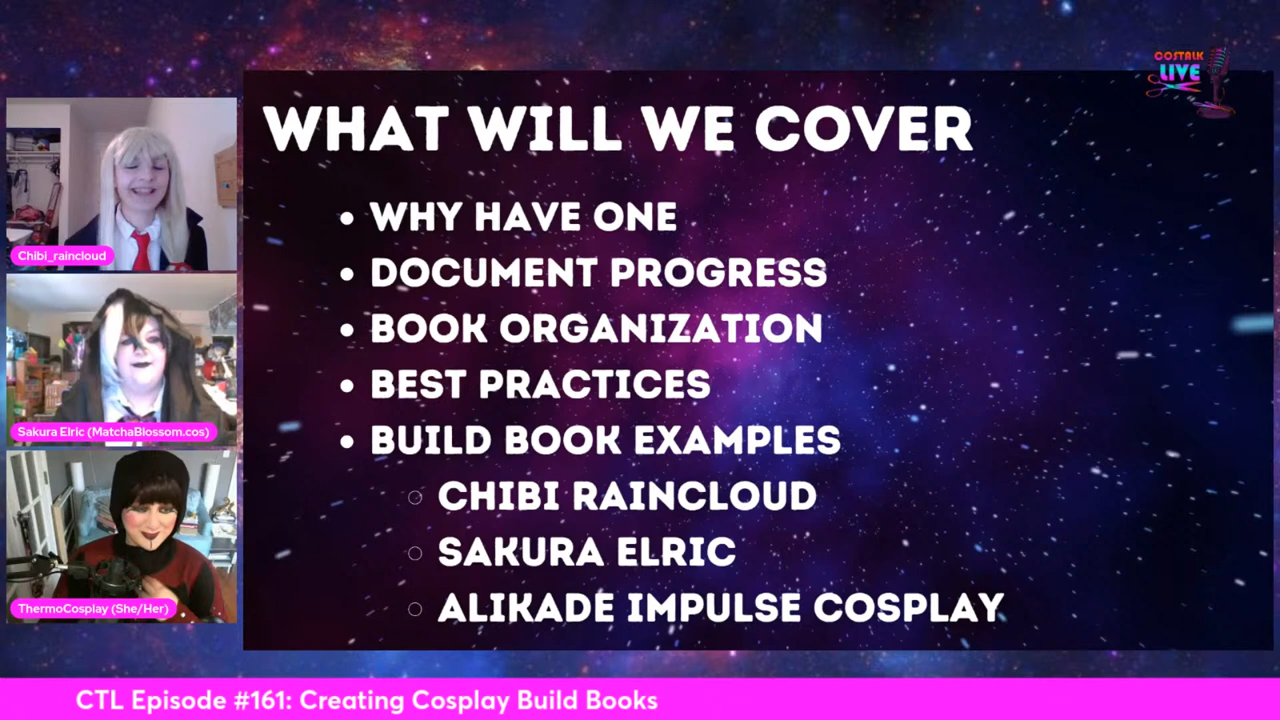 COSTALK
LIVE
WHAT WILL WE COVER
WHY HAVE ONE
DOCUMENT PROGRESS
BOOK ORGANIZATION
BEST PRACTICES
BUILD BOOK EXAMPLES
CHIBI RAINCLOUD
SAKURA ELRIC
ALIKADE IMPULSE COSPLAY
Chibi_raincloud
Sakura Elric (MatchaBlossom.cos)
ThermoCosplay (She/Her)
CTL Episode #161: Creating Cosplay Build Books